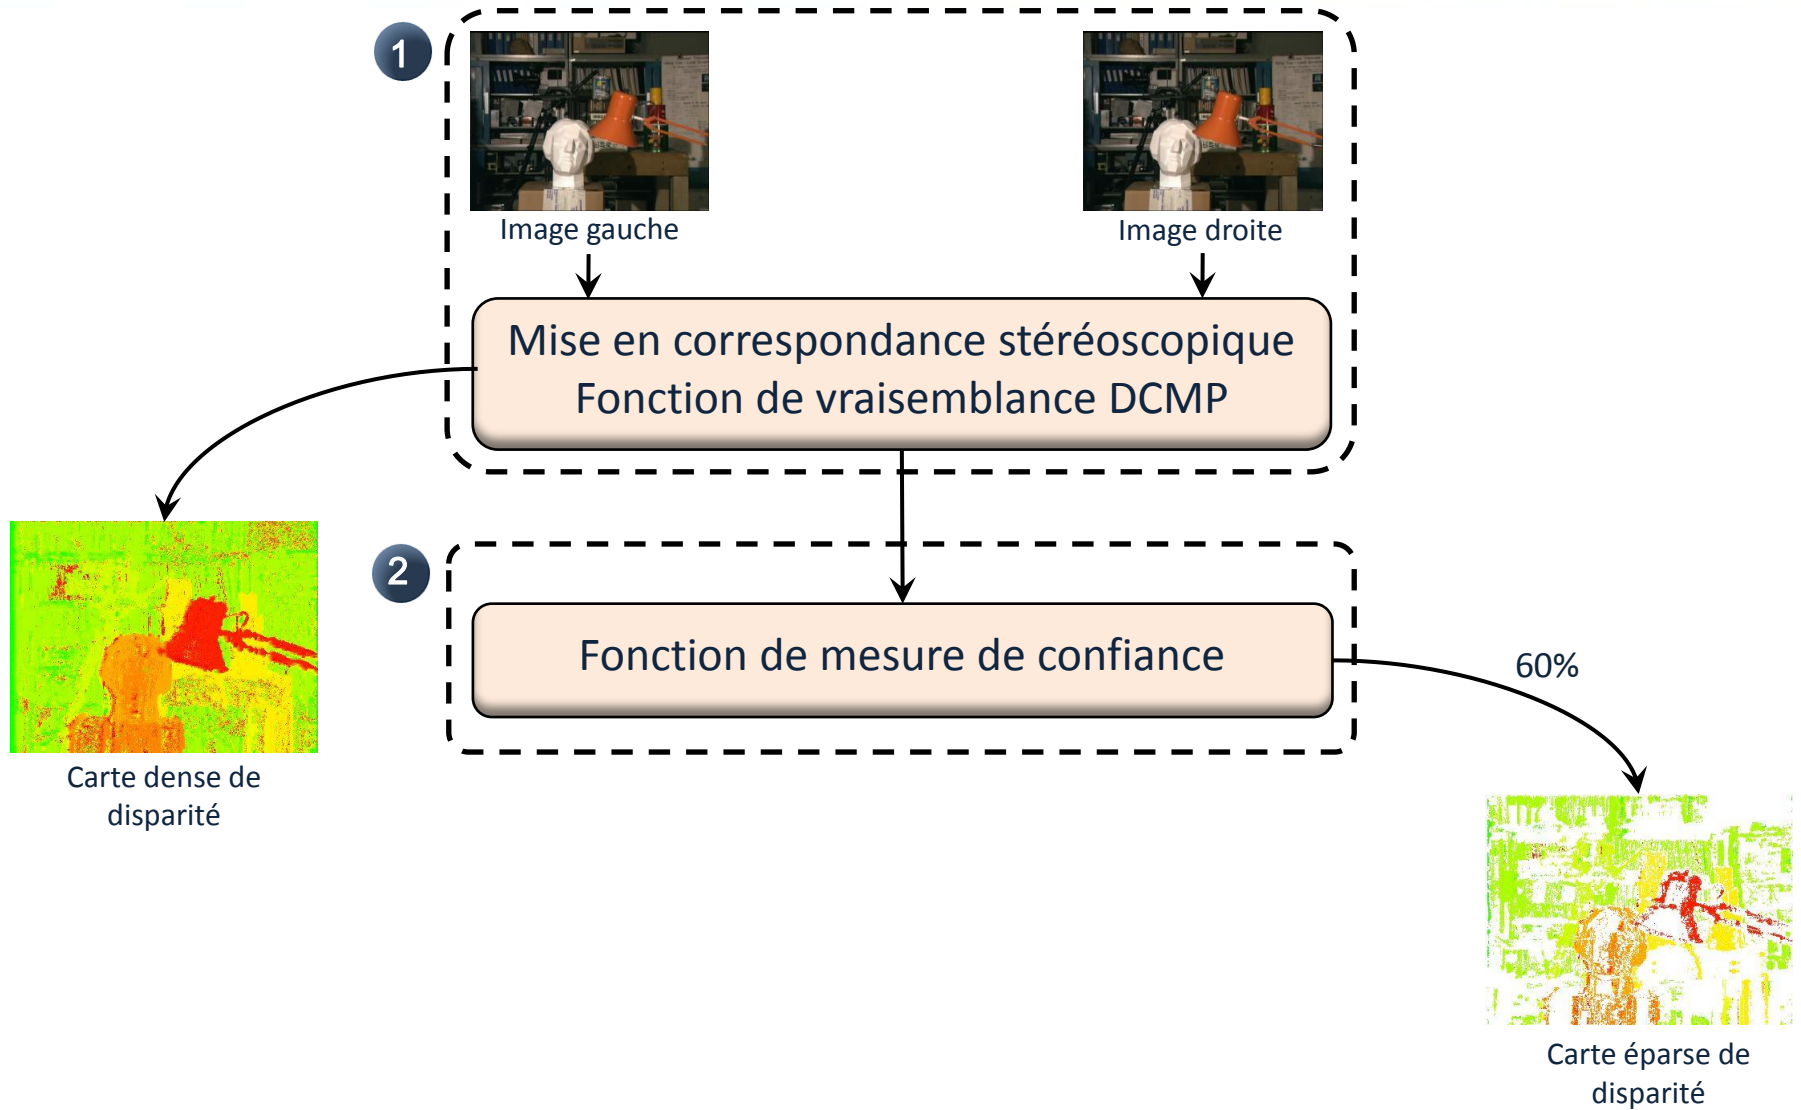 1
Image gauche
Image droite
Mise en correspondance stéréoscopique
Fonction de vraisemblance DCMP
2
Fonction de mesure de confiance
60%
Carte dense de
disparité
Carte éparse de
disparité